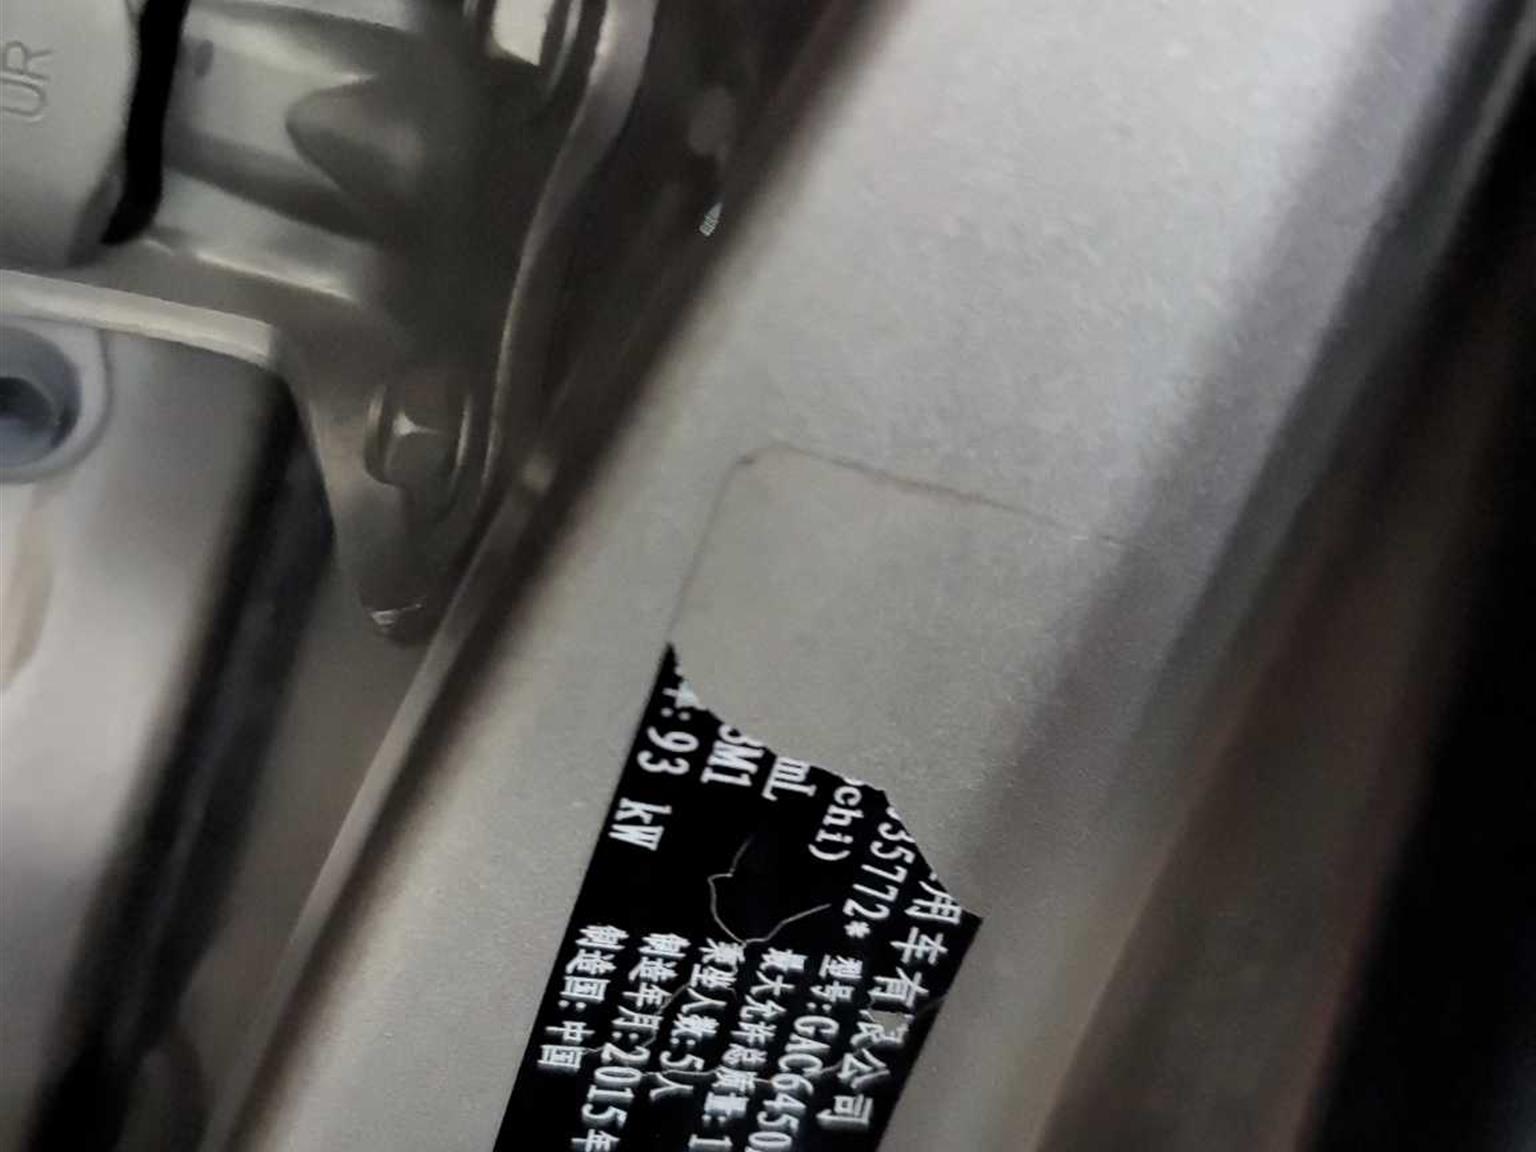 UR
用车有限公司
35772*
型号:GAC6450
chi)
最大允许总质量:1
mL
乘坐人数:5人
3M1
制造年月:2015年
:93 kW
制造国:中国